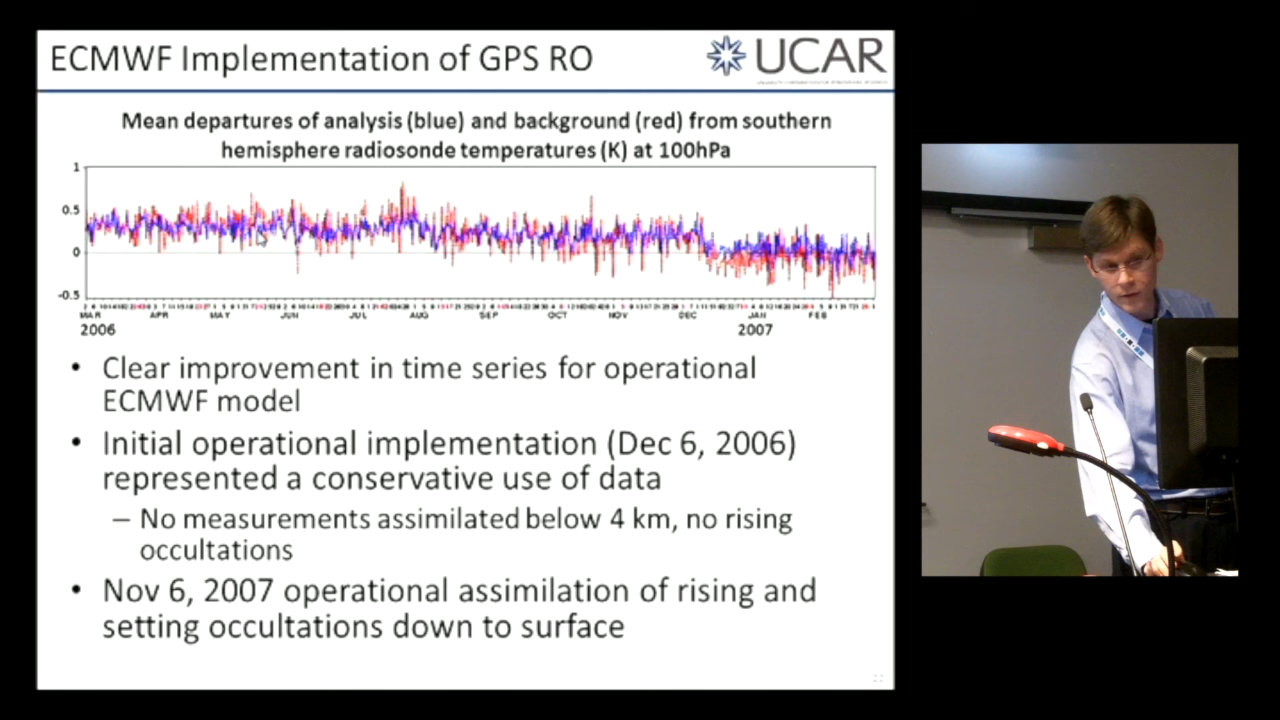 ECMWF Implementation of GPS RO
UCAR
Mean departures of analysis (blue) and background (red) from southern
hemisphere radiosonde temperatures (K) at 100hPa
1
0.5
0
-0.5
MAR APR MAY JUN JUL AUG SEP OCT NOV DEC JAN FEB
2006 2007
• Clear improvement in time series for operational
ECMWF model
• Initial operational implementation (Dec 6, 2006)
represented a conservative use of data
– No measurements assimilated below 4 km, no rising
occultations
• Nov 6, 2007 operational assimilation of rising and
setting occultations down to surface